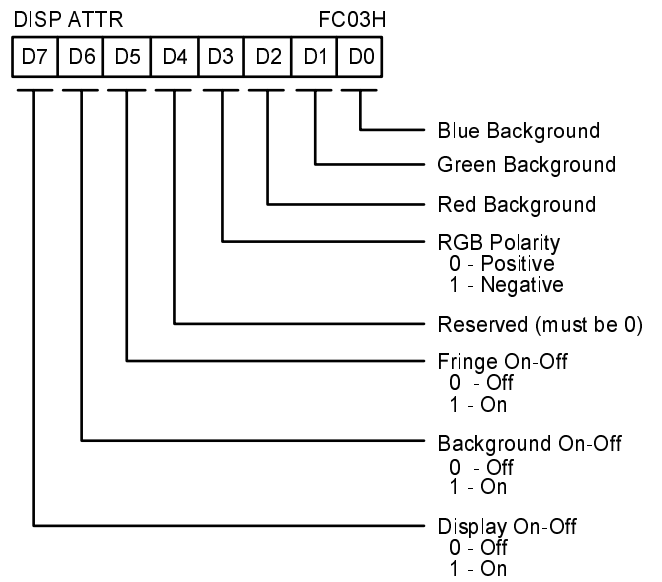 DISP ATTR FC03H
D7 D6 D5 D4 D3 D2 D1 D0
Blue Background
Green Background
Red Background
RGB Polarity
0 - Positive
1 - Negative
Reserved (must be 0)
Fringe On-Off
0 - Off
1 - On
Background On-Off
0 - Off
1 - On
Display On-Off
0 - Off
1 - On